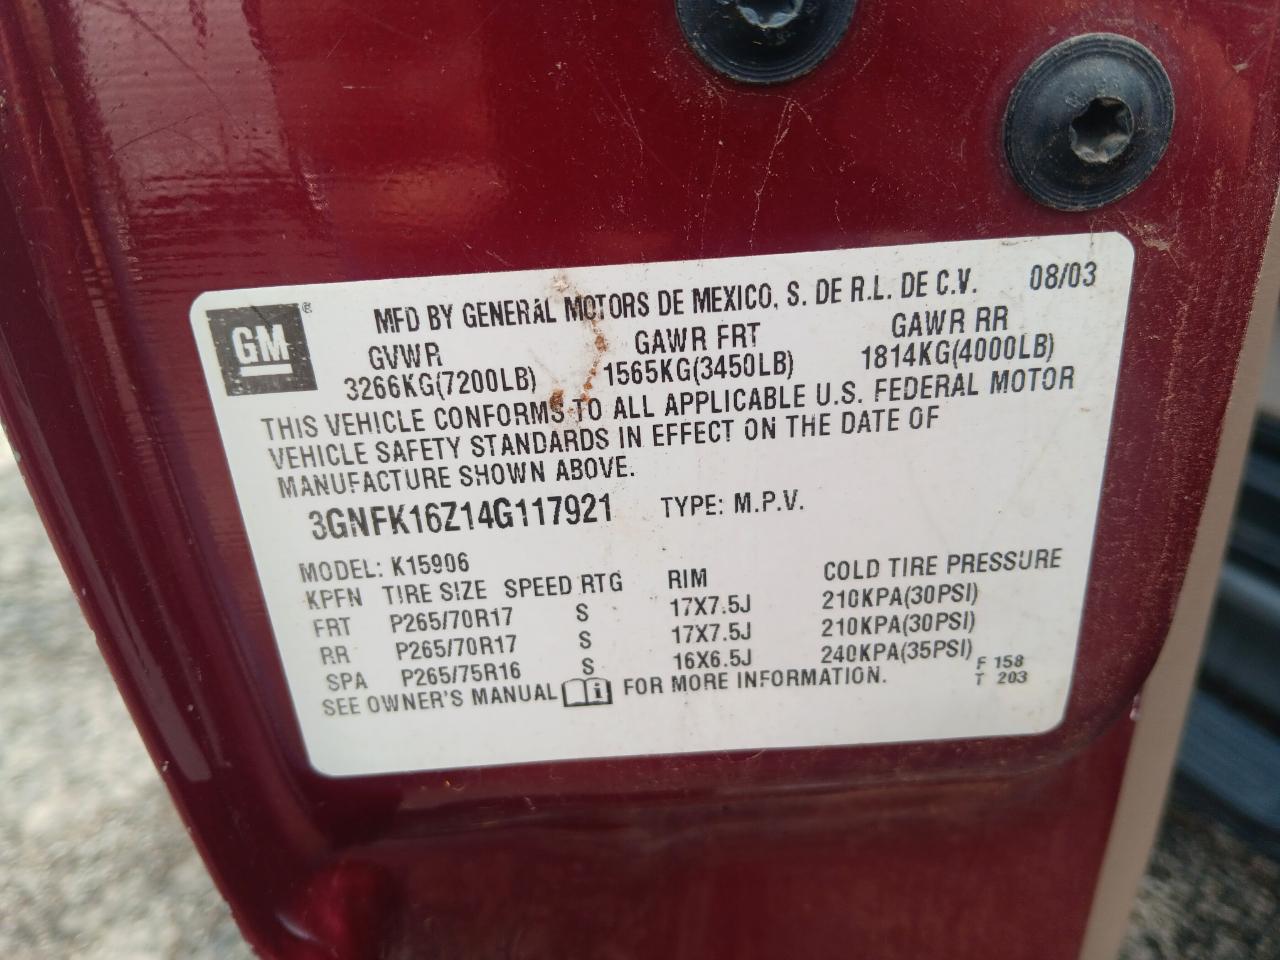 GM®
MFD BY GENERAL MOTORS DE MEXICO, S. DE R.L. DE C.V. 08/03
GVWR GAWR FRT GAWR RR
3266KG(7200LB) 1565KG(3450LB) 1814KG(4000LB)
THIS VEHICLE CONFORMS TO ALL APPLICABLE U.S. FEDERAL MOTOR
VEHICLE SAFETY STANDARDS IN EFFECT ON THE DATE OF
MANUFACTURE SHOWN ABOVE.
3GNFK16Z14G117921 TYPE: M.P.V.
MODEL: K15906
KPFN TIRE SIZE SPEED RTG RIM COLD TIRE PRESSURE
FRT P265/70R17 S 17X7.5J 210KPA(30PSI)
RR P265/70R17 S 17X7.5J 210KPA(30PSI)
SPA P265/75R16 S 16X6.5J 240KPA(35PSI)
SEE OWNER'S MANUAL i FOR MORE INFORMATION.
F 158
T 203